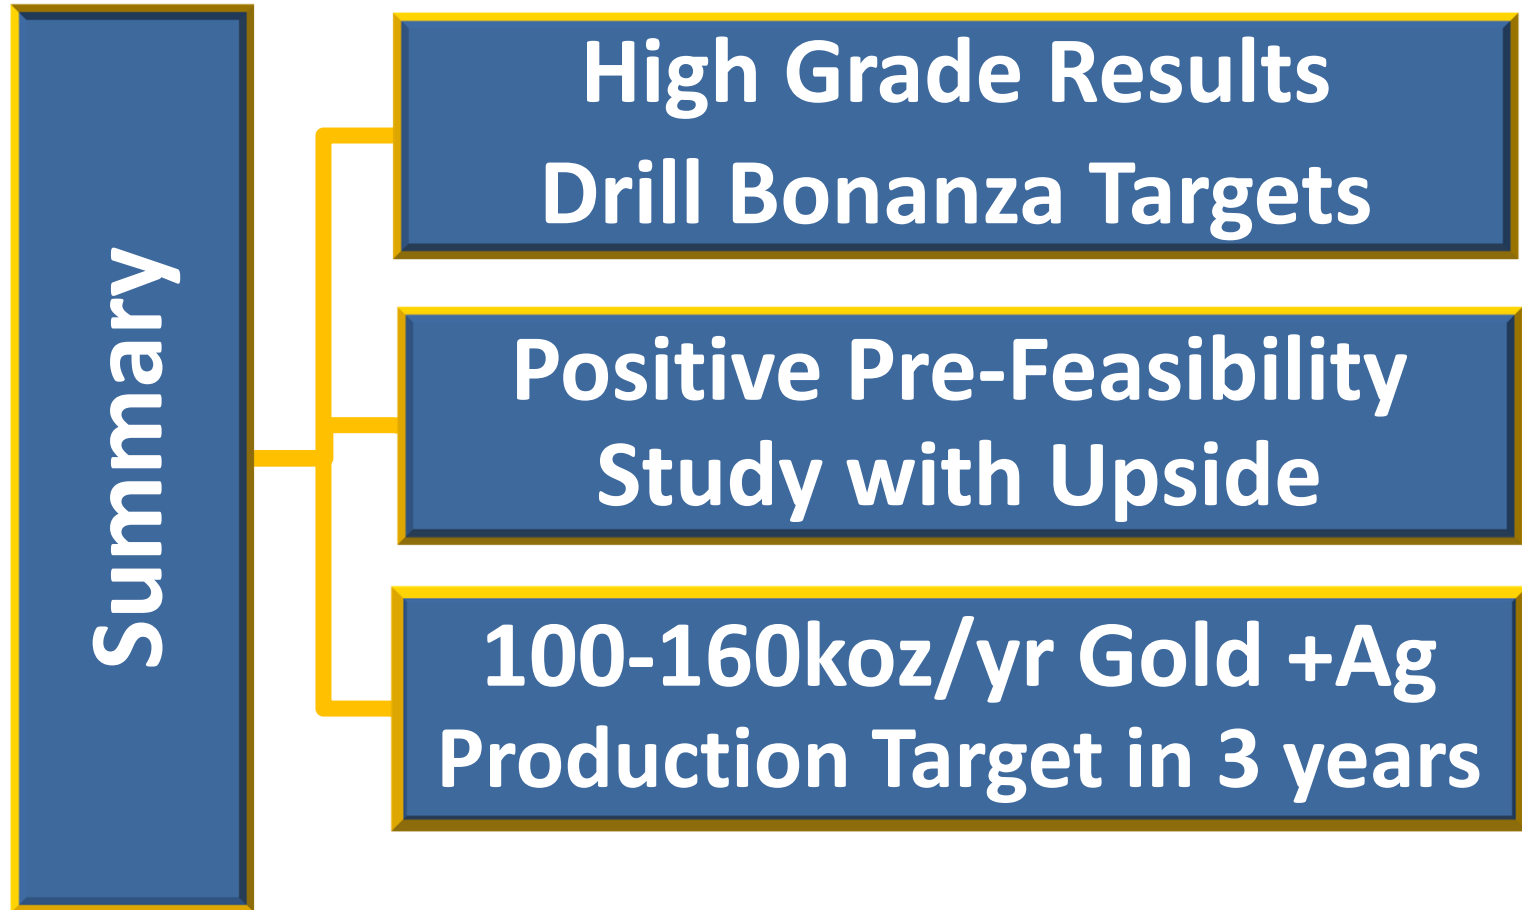 Summary
High Grade Results
Drill Bonanza Targets
Positive Pre-Feasibility
Study with Upside
100-160koz/yr Gold +Ag
Production Target in 3 years